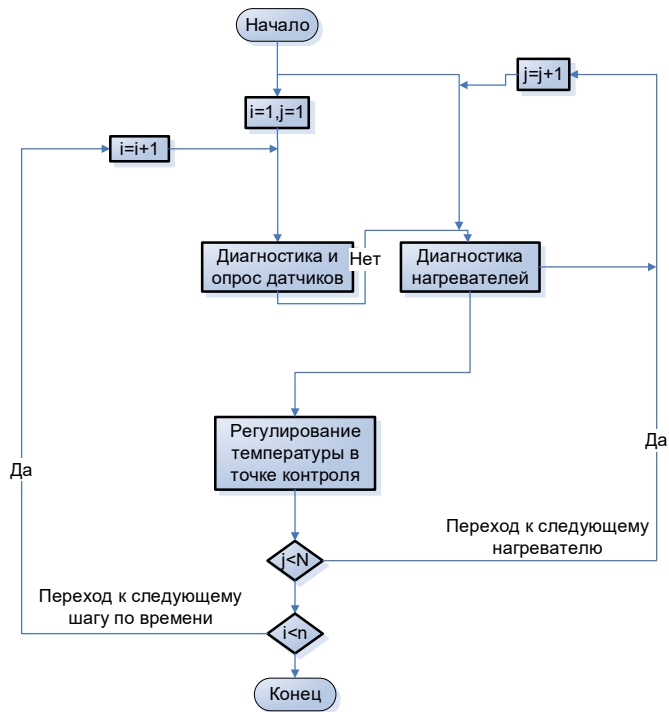 Начало
j=j+1
i=1,j=1
i=i+1
Диагностика и
опрос датчиков
Нет
Диагностика
нагревателей
Регулирование
температуры в
точке контроля
Да
Да
Переход к следующему
нагревателю
j<N
Переход к следующему
шагу по времени
i<n
Конец